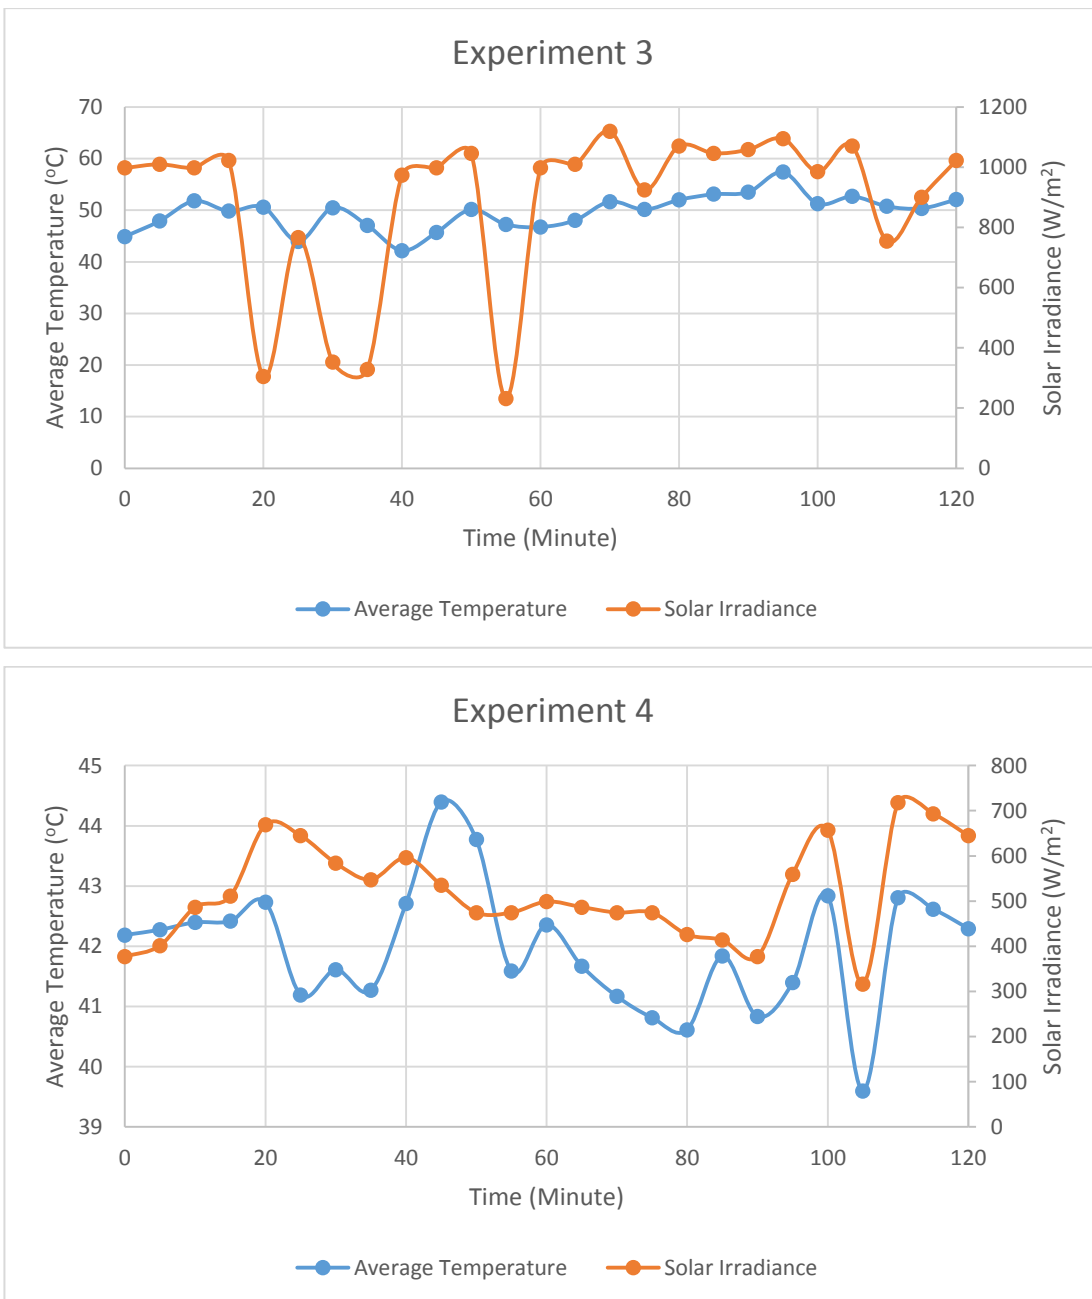 Experiment 3
Average Temperature (°C)
70
60
50
40
30
20
10
0
1200
1000
800
600
400
200
0
Solar Irradiance (W/m²)
0 20 40 60 80 100 120
Time (Minute)
Average Temperature Solar Irradiance
Experiment 4
Average Temperature (°C)
45
44
43
42
41
40
39
800
700
600
500
400
300
200
100
0
Solar Irradiance (W/m²)
0 20 40 60 80 100 120
Time (Minute)
Average Temperature Solar Irradiance